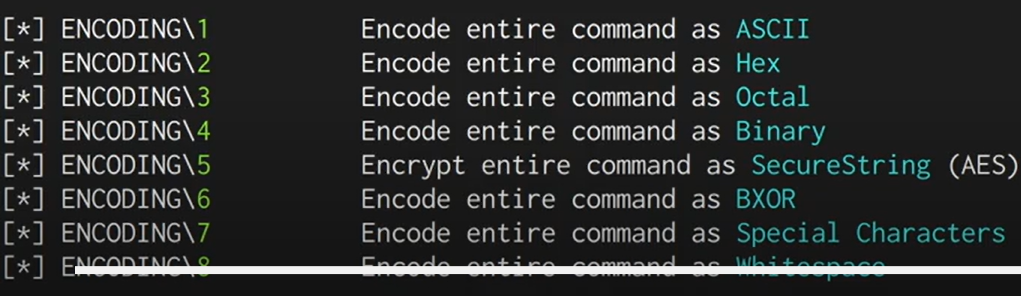 [*] ENCODING\1 Encode entire command as ASCII
[*] ENCODING\2 Encode entire command as Hex
[*] ENCODING\3 Encode entire command as Octal
[*] ENCODING\4 Encode entire command as Binary
[*] ENCODING\5 Encrypt entire command as SecureString (AES)
[*] ENCODING\6 Encode entire command as BXOR
[*] ENCODING\7 Encode entire command as Special Characters
[*] ENCODING\8 Encode entire command as Whitespace